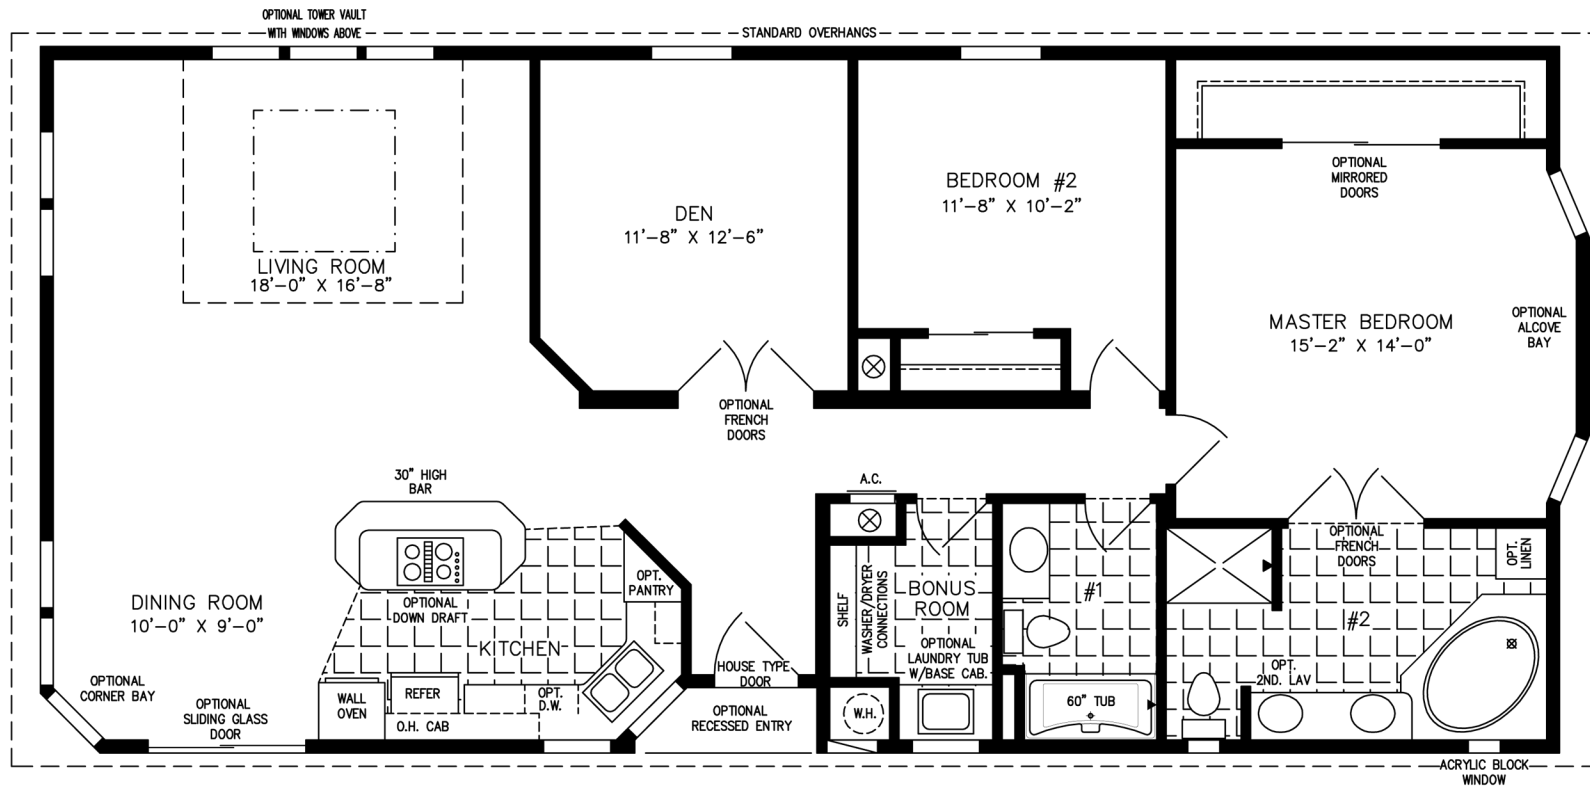 OPTIONAL TOWER VAULT
WITH WINDOWS ABOVE
STANDARD OVERHANGS
LIVING ROOM
18'-0" X 16'-8"
DEN
11'-8" X 12'-6"
BEDROOM #2
11'-8" X 10'-2"
OPTIONAL
MIRRORED
DOORS
MASTER BEDROOM
15'-2" X 14'-0"
OPTIONAL
ALCOVE
BAY
OPTIONAL
FRENCH
DOORS
30" HIGH
BAR
A.C.
OPTIONAL
FRENCH
DOORS
OPT.
LINEN
DINING ROOM
10'-0" X 9'-0"
OPTIONAL
DOWN DRAFT
OPT.
PANTRY
KITCHEN
SHELF
WASHER/DRYER
CONNECTIONS
BONUS
ROOM
OPTIONAL
LAUNDRY TUB
W/BASE CAB.
#1
#2
OPTIONAL
CORNER BAY
OPTIONAL
SLIDING GLASS
DOOR
WALL
OVEN
REFER
O.H. CAB
OPT.
D.W.
HOUSE TYPE
DOOR
OPTIONAL
RECESSED ENTRY
W.H.
60" TUB
OPT.
2ND. LAV
ACRYLIC BLOCK
WINDOW